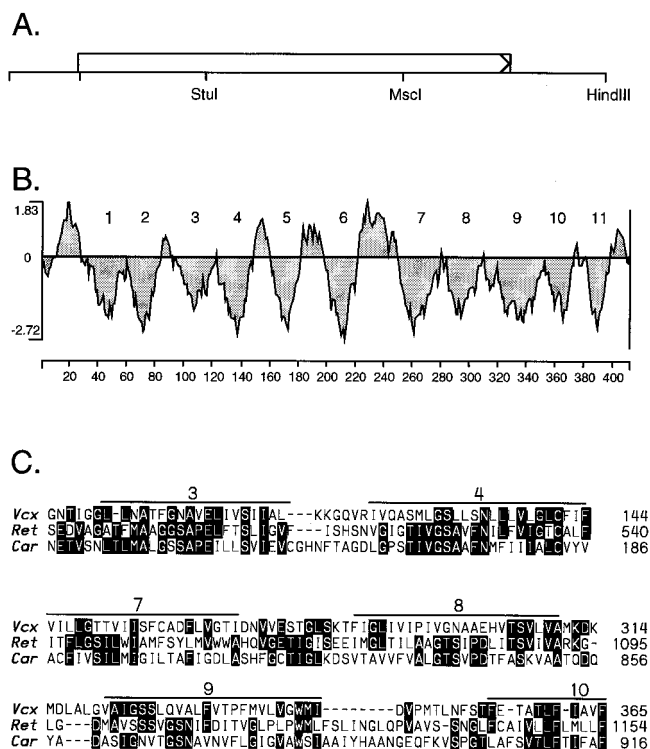 A.
StuI MscI HindIII
B.
1.83
0
-2.72
1 2 3 4 5 6 7 8 9 10 11
20 40 60 80 100 120 140 160 180 200 220 240 260 280 300 320 340 360 380 400
C.
3 4
Vcx GNTIGGL-LNATFGNAVELIVSIIAL---KKGQVRIVQASMLGSLLSNLLLVLGLCFIF 144
Ret SEDVAGATFMAAGGSAPELFTSLIGVF---ISHSNVGIGTIVGSAVFNILFVIGTCALF 540
Car NETVSNLTLMALGSSAPEILLSVIEVCGHNFTAGDLGPSTIVGSAAFNMFIIIALCVYV 186
7 8
Vcx VILLGTTVIISFCADFLVGTIDNVVESTGLSKTFIGLIVIPIVGNAAEHVTSVLVAMKDK 314
Ret ITFLGSILWIAMFSYLMVWWAHQVGETIGISEEIMGLTILAAGTSIPDLITSVIVARKG- 1095
Car ACFIVSILMIGILTAFIGDLASHFGCTIGLKDSVTAVVFVALGTSVPDTFASKVAATQDQ 856
9 10
Vcx MDLALGVAIGSSLQVALFVTPFMVLVGWMI--------DVPMTLNFSTFE-TATLF-IAVF 365
Ret LG---DMAVSSSVGSNIFDITVGLPLPWMLFSLINGLQPVAVS-SNGLFCAIVLLFLMLLF 1154
Car YA---DASIGNVTGSNAVNVFLGIGVAWSIAAIYHAANGEQFKVSPGTLAFSVTLFTIFAF 916